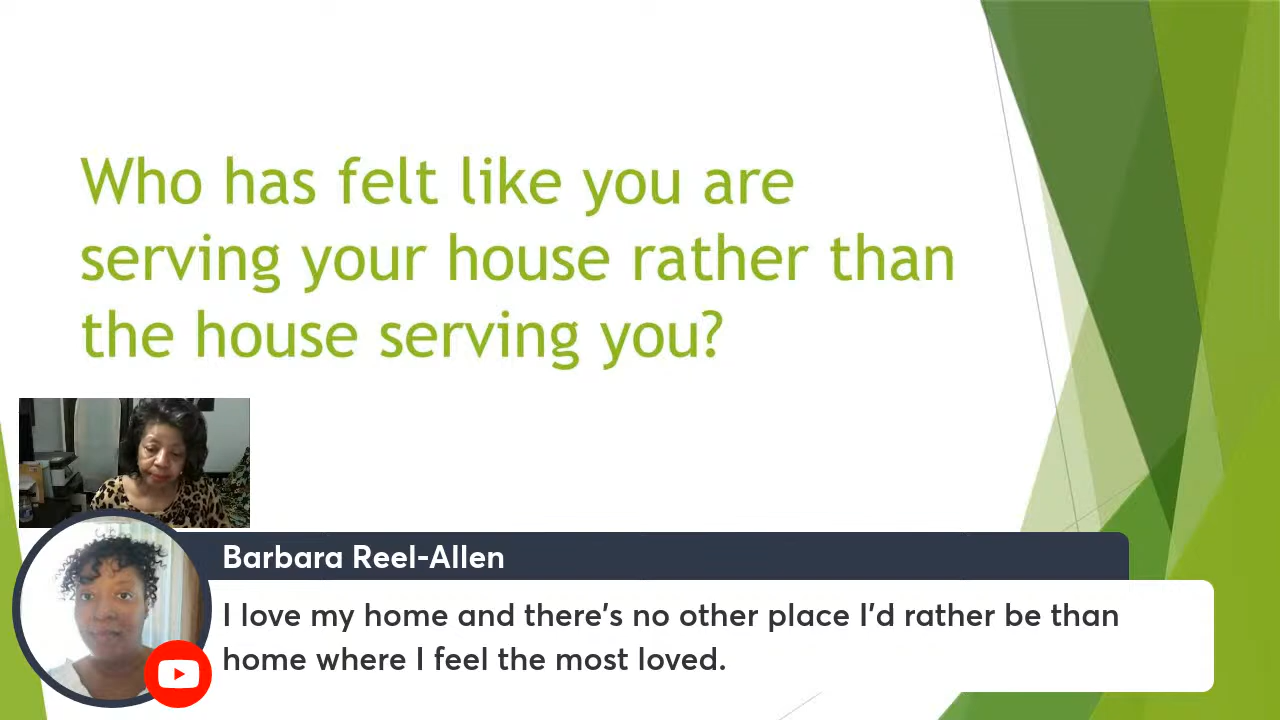 Who has felt like you are
serving your house rather than
the house serving you?
Barbara Reel-Allen
I love my home and there's no other place I'd rather be than
home where I feel the most loved.